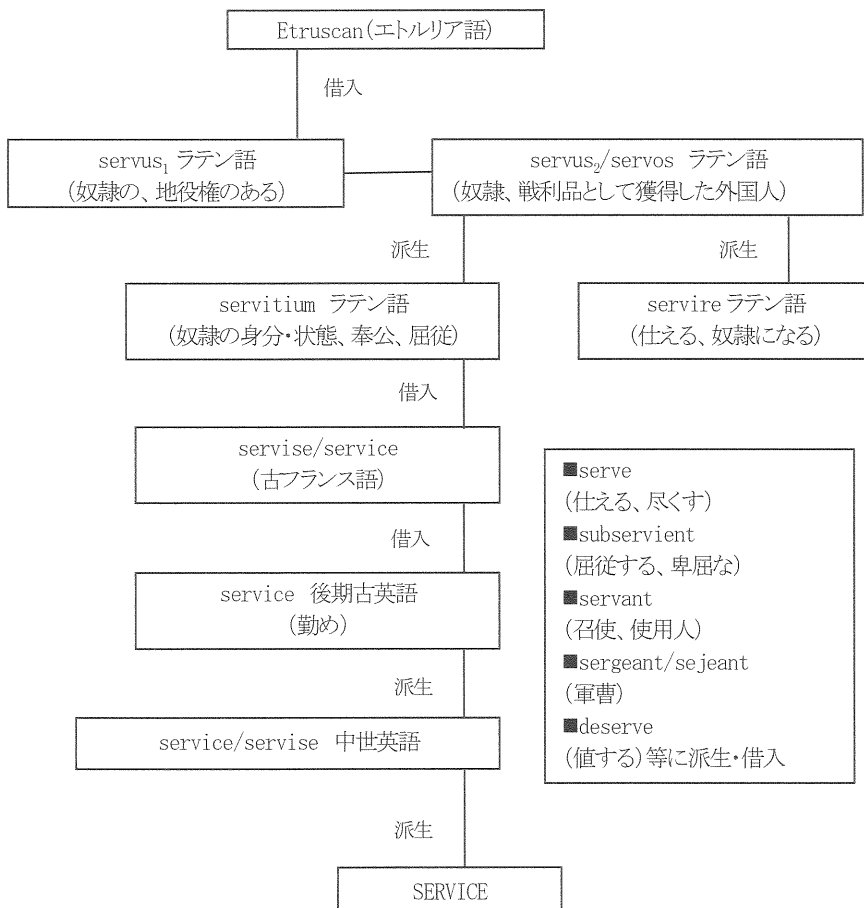 Etruscan(エトルリア語)
借入
servus₁ ラテン語
(奴隷の、地役権のある)
servus₂/servos ラテン語
(奴隷、戦利品として獲得した外国人)
派生
派生
servitium ラテン語
(奴隷の身分・状態、奉公、屈従)
servire ラテン語
(仕える、奴隷になる)
借入
servise/service
(古フランス語)
借入
service 後期古英語
(勤め)
派生
service/servise 中世英語
派生
SERVICE
■serve
(仕える、尽くす)
■subservient
(屈従する、卑屈な)
■servant
(召使、使用人)
■sergeant/sejeant
(軍曹)
■deserve
(値する)等に派生・借入